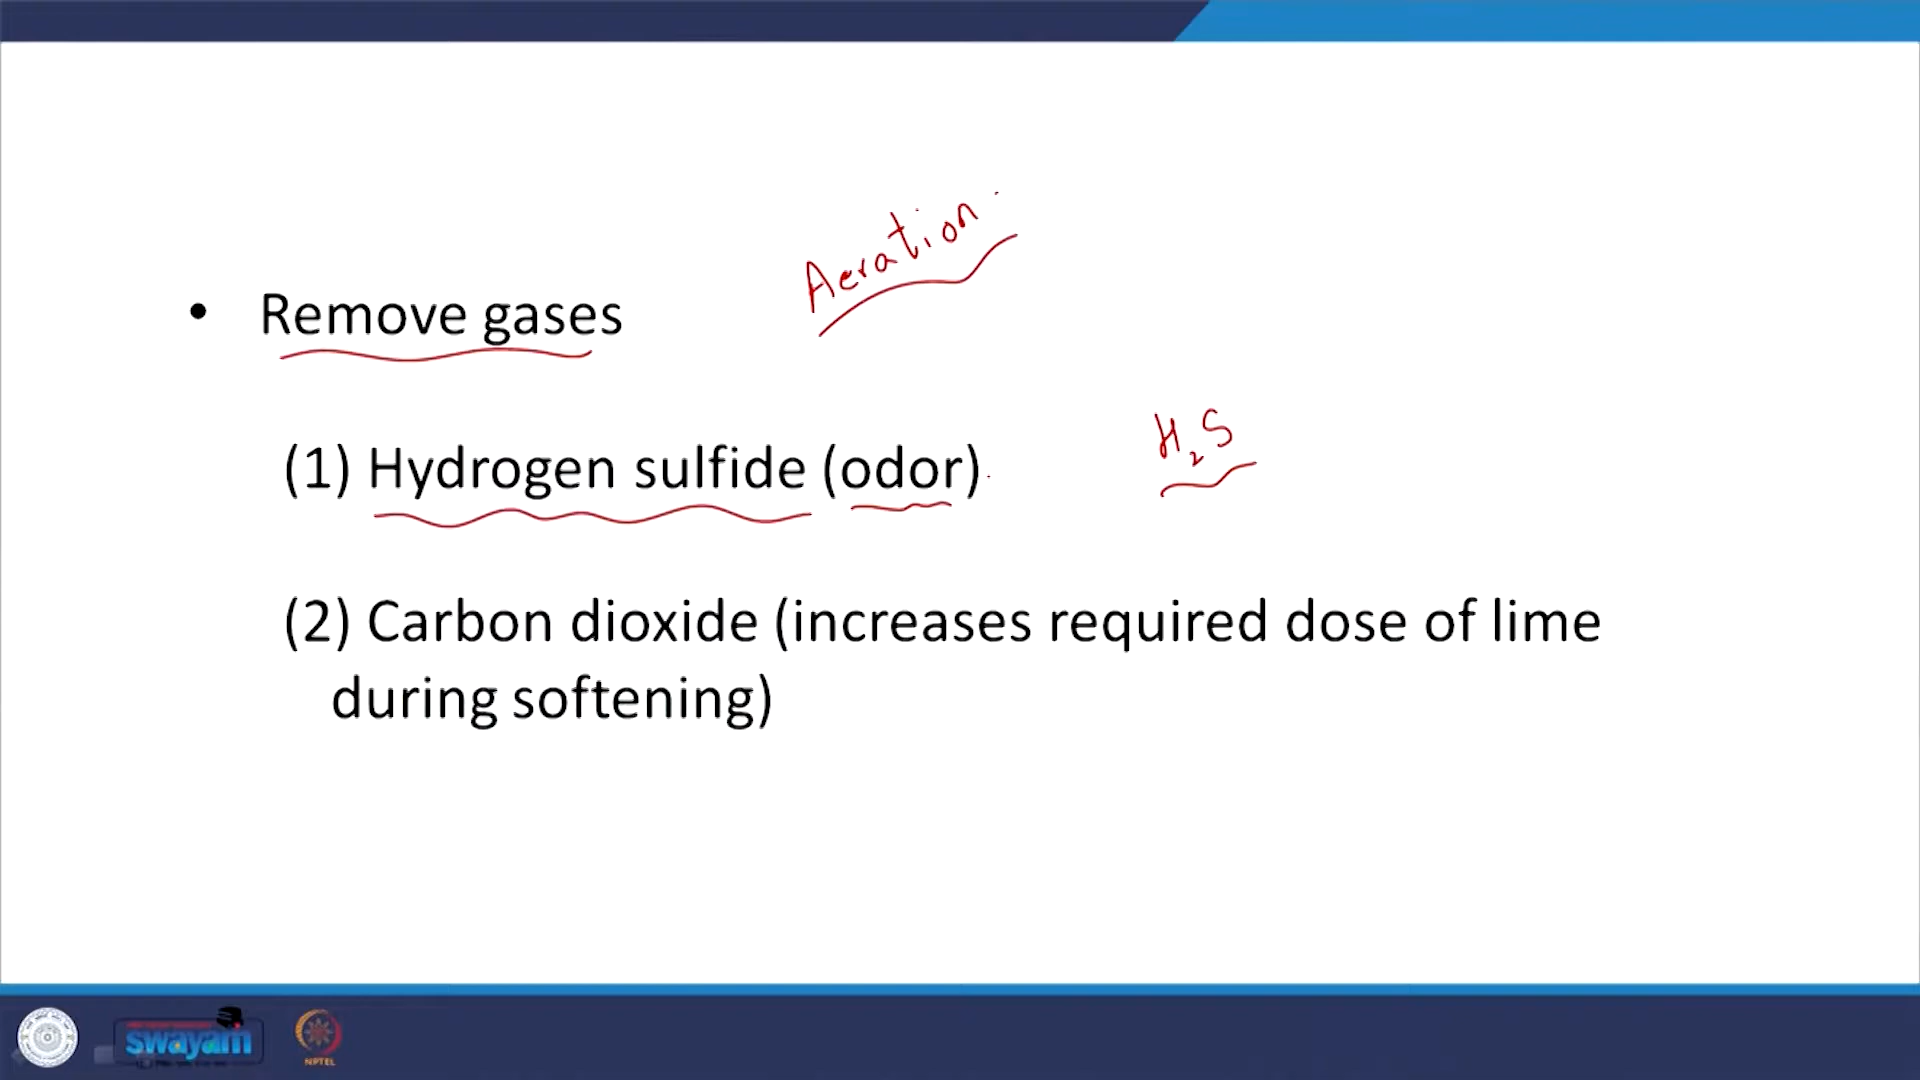 Aeration
• Remove gases
H₂S
(1) Hydrogen sulfide (odor)
(2) Carbon dioxide (increases required dose of lime
during softening)
swayam
NPTEL